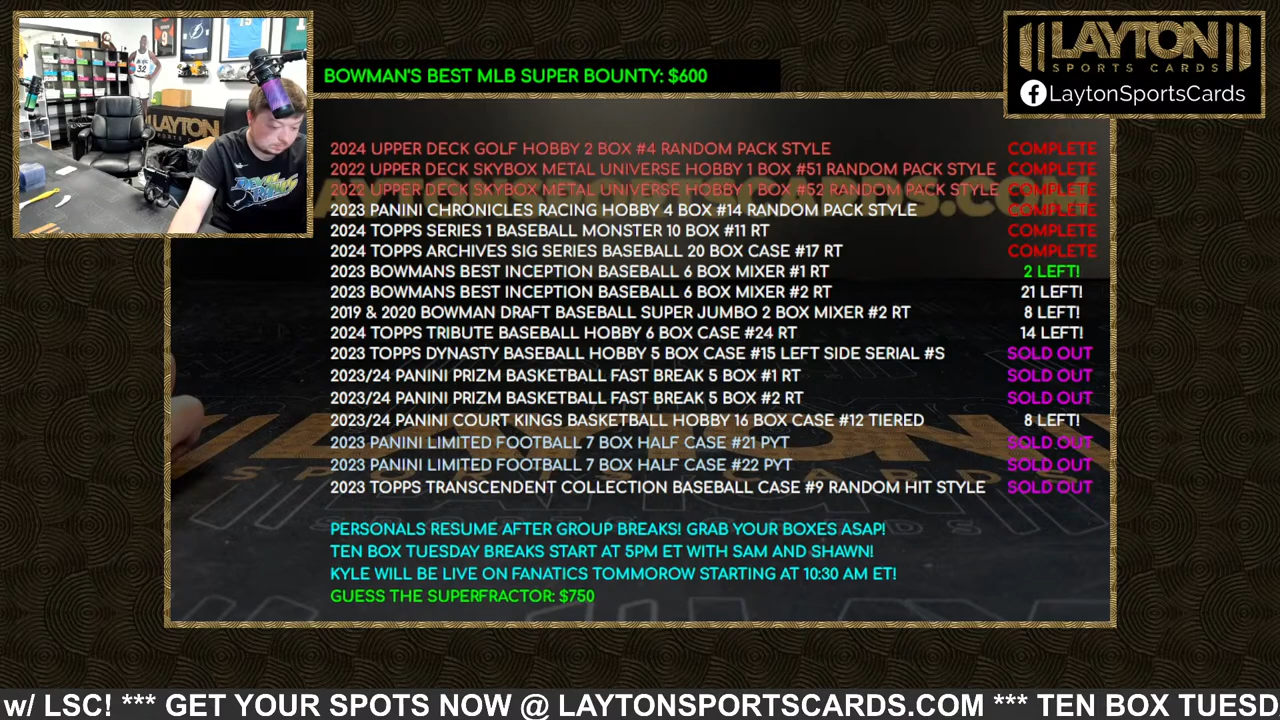 BOWMAN'S BEST MLB SUPER BOUNTY: $600
LAYTON
SPORTS CARDS
LaytonSportsCards
32
LAYTON
2024 UPPER DECK GOLF HOBBY 2 BOX #4 RANDOM PACK STYLE COMPLETE
2022 UPPER DECK SKYBOX METAL UNIVERSE HOBBY 1 BOX #51 RANDOM PACK STYLE COMPLETE
2022 UPPER DECK SKYBOX METAL UNIVERSE HOBBY 1 BOX #52 RANDOM PACK STYLE COMPLETE
2023 PANINI CHRONICLES RACING HOBBY 4 BOX #14 RANDOM PACK STYLE COMPLETE
2024 TOPPS SERIES 1 BASEBALL MONSTER 10 BOX #11 RT COMPLETE
2024 TOPPS ARCHIVES SIG SERIES BASEBALL 20 BOX CASE #17 RT COMPLETE
2023 BOWMANS BEST INCEPTION BASEBALL 6 BOX MIXER #1 RT 2 LEFT!
2023 BOWMANS BEST INCEPTION BASEBALL 6 BOX MIXER #2 RT 21 LEFT!
2019 & 2020 BOWMAN DRAFT BASEBALL SUPER JUMBO 2 BOX MIXER #2 RT 8 LEFT!
2024 TOPPS TRIBUTE BASEBALL HOBBY 6 BOX CASE #24 RT 14 LEFT!
2023 TOPPS DYNASTY BASEBALL HOBBY 5 BOX CASE #15 LEFT SIDE SERIAL #S SOLD OUT
2023/24 PANINI PRIZM BASKETBALL FAST BREAK 5 BOX #1 RT SOLD OUT
2023/24 PANINI PRIZM BASKETBALL FAST BREAK 5 BOX #2 RT SOLD OUT
2023/24 PANINI COURT KINGS BASKETBALL HOBBY 16 BOX CASE #12 TIERED 8 LEFT!
2023 PANINI LIMITED FOOTBALL 7 BOX HALF CASE #21 PYT SOLD OUT
2023 PANINI LIMITED FOOTBALL 7 BOX HALF CASE #22 PYT SOLD OUT
2023 TOPPS TRANSCENDENT COLLECTION BASEBALL CASE #9 RANDOM HIT STYLE SOLD OUT
PERSONALS RESUME AFTER GROUP BREAKS! GRAB YOUR BOXES ASAP!
TEN BOX TUESDAY BREAKS START AT 5PM ET WITH SAM AND SHAWN!
KYLE WILL BE LIVE ON FANATICS TOMMOROW STARTING AT 10:30 AM ET!
GUESS THE SUPERFRACTOR: $750
w/ LSC! *** GET YOUR SPOTS NOW @ LAYTONSPORTSCARDS.COM *** TEN BOX TUESD